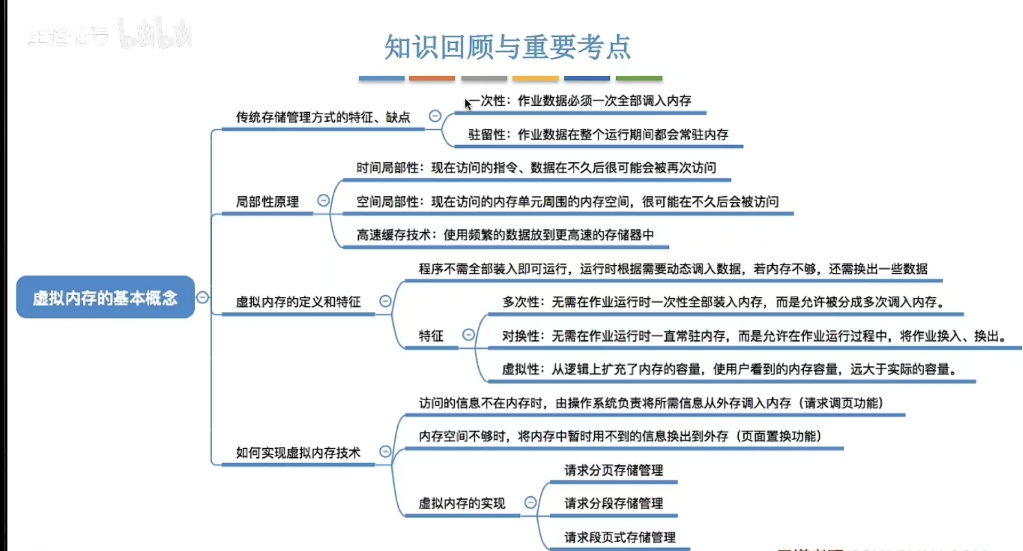 知识回顾与重要考点
一次性：作业数据必须一次全部调入内存
传统存储管理方式的特征、缺点
驻留性：作业数据在整个运行期间都会常驻内存
时间局部性：现在访问的指令、数据在不久后很可能会被再次访问
局部性原理
空间局部性：现在访问的内存单元周围的内存空间，很可能在不久后会被访问
高速缓存技术：使用频繁的数据放到更高速的存储器中
虚拟内存的基本概念
程序不需全部装入即可运行，运行时根据需要动态调入数据，若内存不够，还需换出一些数据
虚拟内存的定义和特征
多次性：无需在作业运行时一次性全部装入内存，而是允许被分成多次调入内存。
特征
对换性：无需在作业运行时一直常驻内存，而是允许在作业运行过程中，将作业换入、换出。
虚拟性：从逻辑上扩充了内存的容量，使用户看到的内存容量，远大于实际的容量。
访问的信息不在内存时，由操作系统负责将所需信息从外存调入内存（请求调页功能）
如何实现虚拟内存技术
内存空间不够时，将内存中暂时用不到的信息换出到外存（页面置换功能）
请求分页存储管理
虚拟内存的实现
请求分段存储管理
请求段页式存储管理